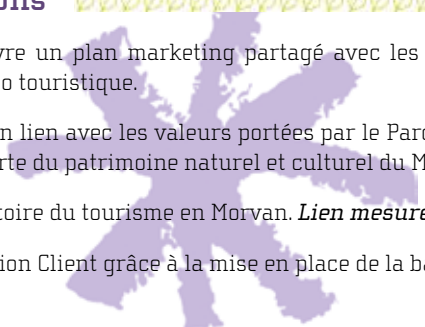 ons
vre un plan marketing partagé avec les
o touristique.
n lien avec les valeurs portées par le Parc
rte du patrimoine naturel et culturel du M
toire du tourisme en Morvan. Lien mesure
ion Client grâce à la mise en place de la ba